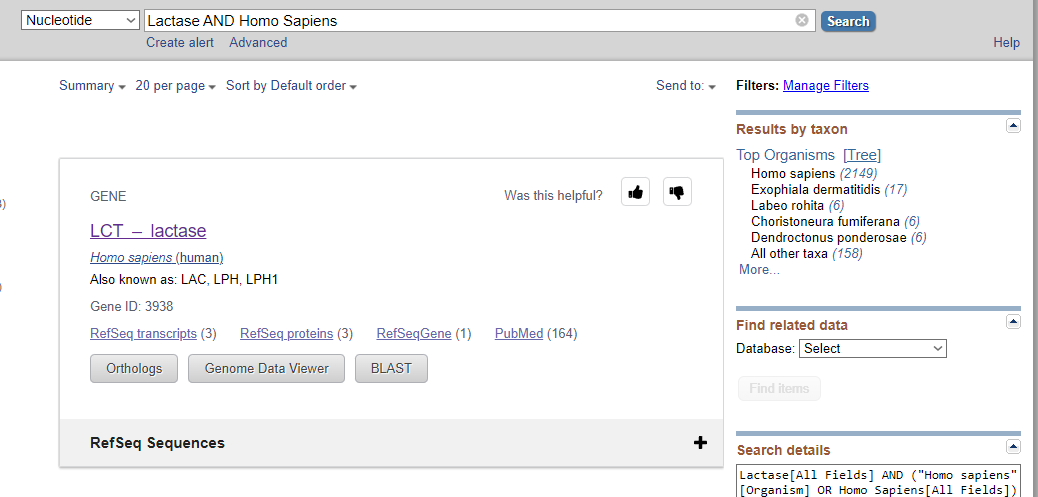 Nucleotide Lactase AND Homo Sapiens Search
Create alert Advanced Help
Summary 20 per page Sort by Default order Send to: Filters: Manage Filters
Results by taxon
Top Organisms [Tree]
Homo sapiens (2149)
Exophiala dermatitidis (17)
Labeo rohita (6)
Choristoneura fumiferana (6)
Dendroctonus ponderosae (6)
All other taxa (158)
More...
GENE Was this helpful?
LCT – lactase
Homo sapiens (human)
Also known as: LAC, LPH, LPH1
Gene ID: 3938
RefSeq transcripts (3) RefSeq proteins (3) RefSeqGene (1) PubMed (164)
Orthologs Genome Data Viewer BLAST
RefSeq Sequences
Find related data
Database: Select
Find items
Search details
Lactase[All Fields] AND ("Homo sapiens"
[Organism] OR Homo Sapiens[All Fields])